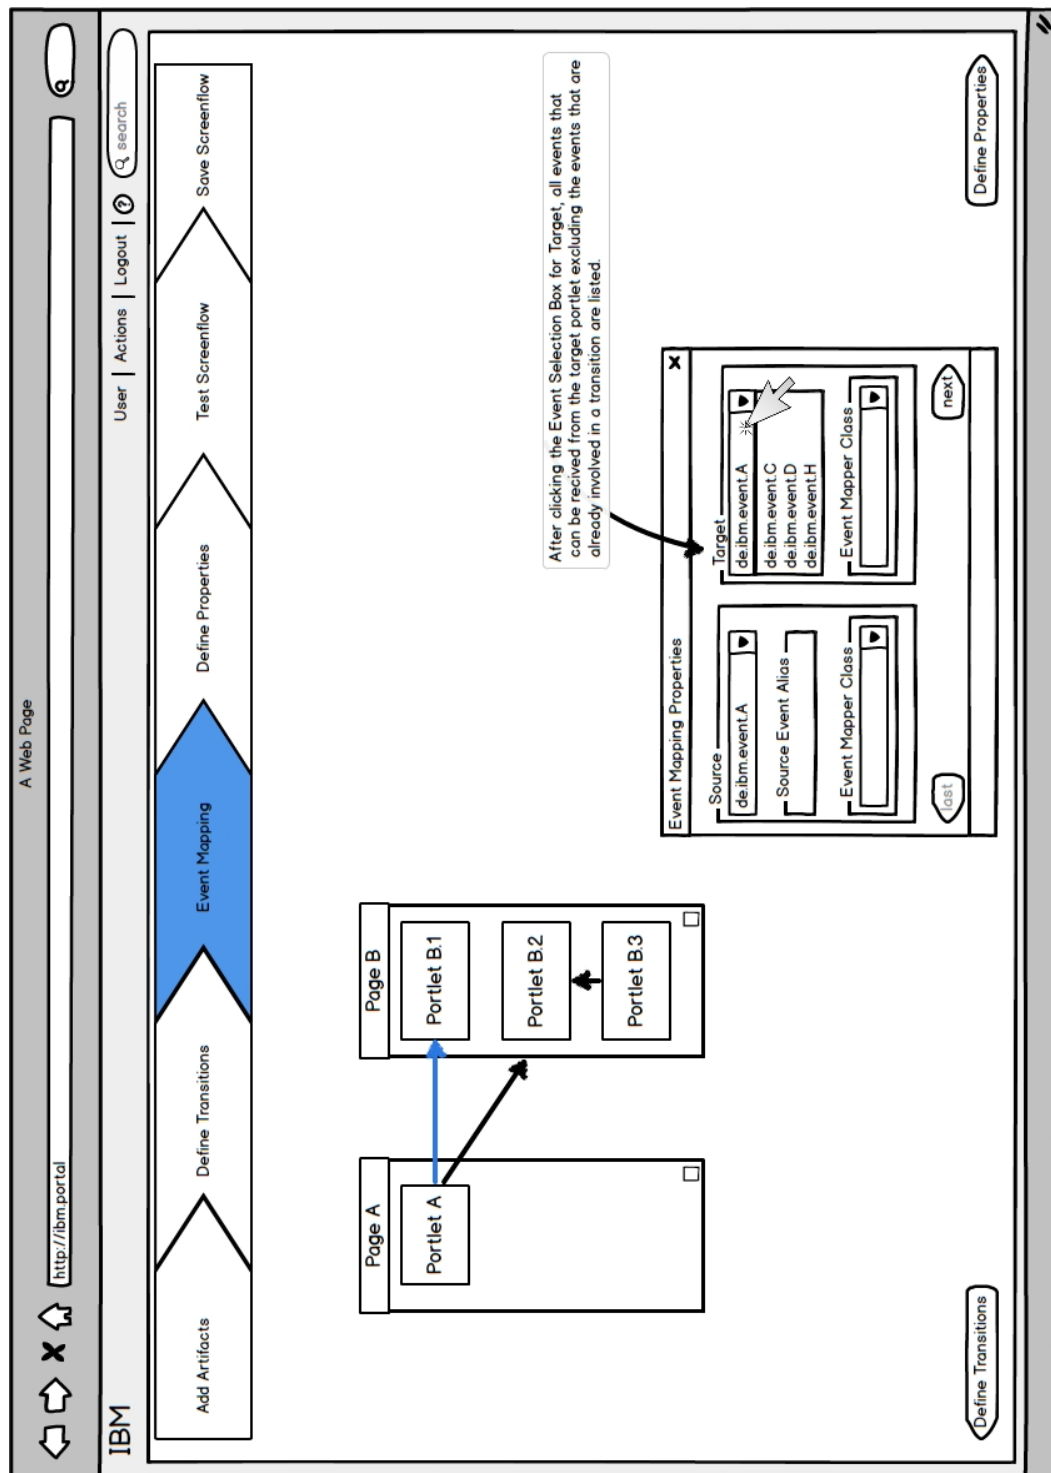 A Web Page
http://ibm.portal
IBM
User | Actions | Logout | ?
search
Add Artifacts
Define Transitions
Event Mapping
Define Properties
Test Screenflow
Save Screenflow
After clicking the Event Selection Box for Target, all events that
can be recived from the target portlet excluding the events that are
already involved in a transition are listed.
Page A
Portlet A
Page B
Portlet B.1
Portlet B.2
Portlet B.3
Event Mapping Properties
Source
de.ibm.event.A
Source Event Alias
Event Mapper Class
Target
de.ibm.event.A
de.ibm.event.C
de.ibm.event.D
de.ibm.event.H
Event Mapper Class
last
next
Define Transitions
Define Properties